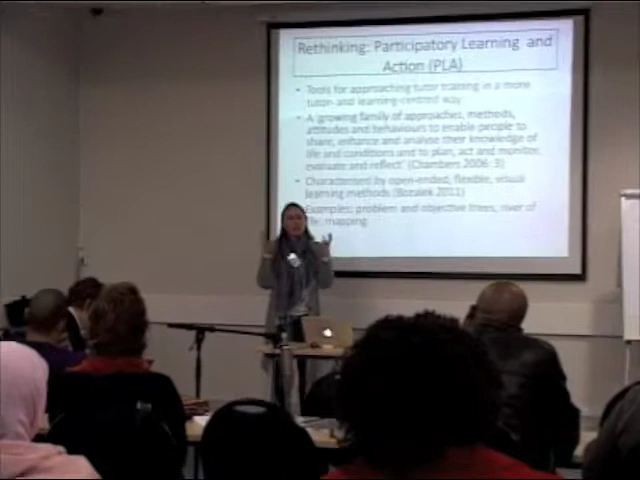 Rethinking: Participatory Learning and
Action (PLA)
• Tools for approaching tutor training in a more
tutor- and learning-centred way
• A 'growing family of approaches, methods,
attitudes and behaviours to enable people to
share, enhance and analyse their knowledge of
life and conditions and to plan, act and monitor,
evaluate and reflect' (Chambers 2006: 3)
• Characterised by open-ended, flexible, visual
learning methods (Bozalek 2011)
Examples: problem and objective trees, river of
life, mapping